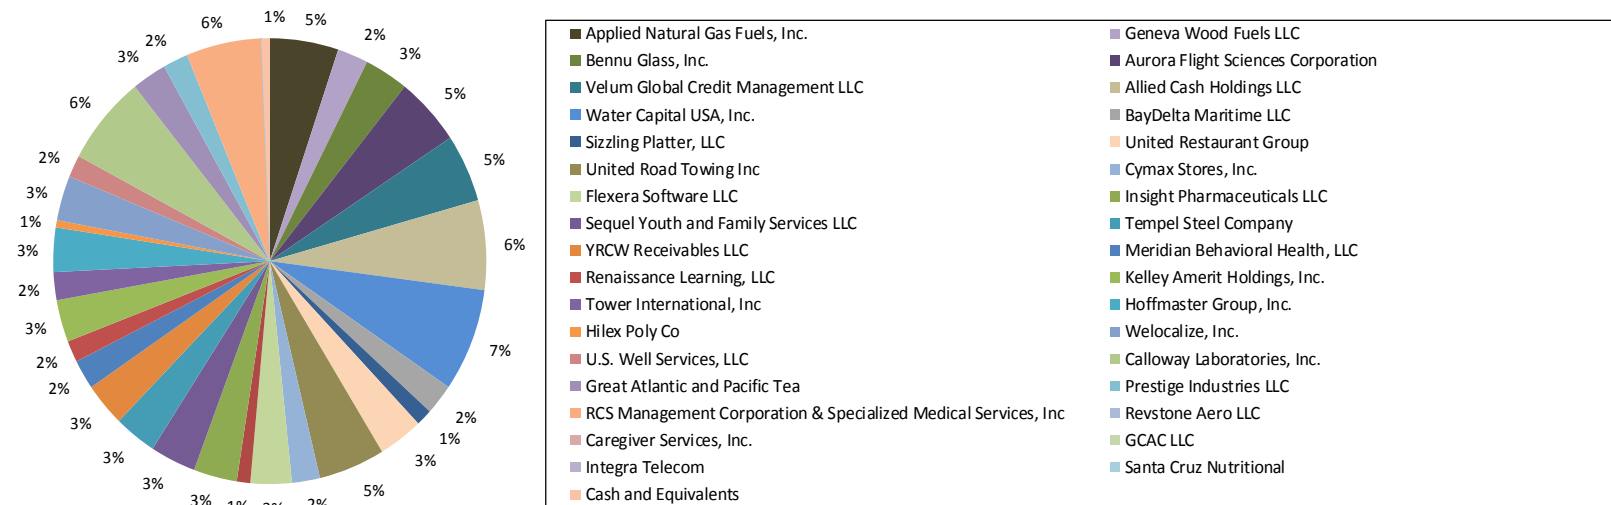 6% 1% 5%
2% 2%
3% 3%
6% 5%
2% 5%
3%
1% 6%
3%
2%
7%
3%
2%
2% 2%
3% 1%
3% 3%
3% 5%
3% 1% 2%
Applied Natural Gas Fuels, Inc. Geneva Wood Fuels LLC
Bennu Glass, Inc. Aurora Flight Sciences Corporation
Velum Global Credit Management LLC Allied Cash Holdings LLC
Water Capital USA, Inc. BayDelta Maritime LLC
Sizzling Platter, LLC United Restaurant Group
United Road Towing Inc Cymax Stores, Inc.
Flexera Software LLC Insight Pharmaceuticals LLC
Sequel Youth and Family Services LLC Tempel Steel Company
YRCW Receivables LLC Meridian Behavioral Health, LLC
Renaissance Learning, LLC Kelley Amerit Holdings, Inc.
Tower International, Inc Hoffmaster Group, Inc.
Hilex Poly Co Welocalize, Inc.
U.S. Well Services, LLC Calloway Laboratories, Inc.
Great Atlantic and Pacific Tea Prestige Industries LLC
RCS Management Corporation & Specialized Medical Services, Inc Revstone Aero LLC
Caregiver Services, Inc. GCAC LLC
Integra Telecom Santa Cruz Nutritional
Cash and Equivalents